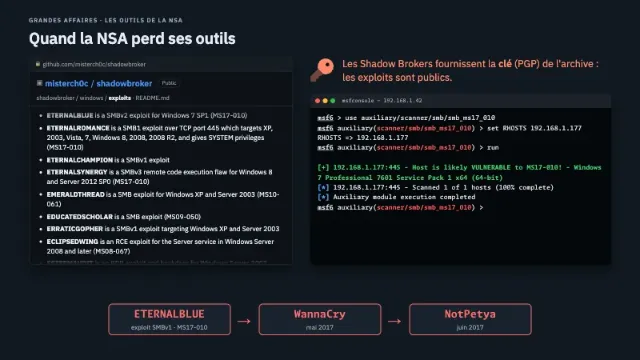 GRANDES AFFAIRES · LES OUTILS DE LA NSA
Quand la NSA perd ses outils
github.com/misterch0c/shadowbroker
misterch0c / shadowbroker Public
shadowbroker / windows / exploits · README.md
• ETERNALBLUE is a SMBv2 exploit for Windows 7 SP1 (MS17-010)
• ETERNALROMANCE is a SMB1 exploit over TCP port 445 which targets XP,
2003, Vista, 7, Windows 8, 2008, 2008 R2, and gives SYSTEM privileges
(MS17-010)
• ETERNALCHAMPION is a SMBv1 exploit
• ETERNALSYNERGY is a SMBv3 remote code execution flaw for Windows 8
and Server 2012 SP0 (MS17-010)
• EMERALDTHREAD is a SMB exploit for Windows XP and Server 2003 (MS10-
061)
• EDUCATEDSCHOLAR is a SMB exploit (MS09-050)
• ERRATICGOPHER is a SMBv1 exploit targeting Windows XP and Server 2003
• ECLIPSEDWING is an RCE exploit for the Server service in Windows Server
2008 and later (MS08-067)
Les Shadow Brokers fournissent la clé (PGP) de l'archive :
les exploits sont publics.
msfconsole — 192.168.1.42
msf6 > use auxiliary/scanner/smb/smb_ms17_010
msf6 auxiliary(scanner/smb/smb_ms17_010) > set RHOSTS 192.168.1.177
RHOSTS => 192.168.1.177
msf6 auxiliary(scanner/smb/smb_ms17_010) > run
[+] 192.168.1.177:445 - Host is likely VULNERABLE to MS17-010! - Windows
7 Professional 7601 Service Pack 1 x64 (64-bit)
[*] 192.168.1.177:445 - Scanned 1 of 1 hosts (100% complete)
[*] Auxiliary module execution completed
msf6 auxiliary(scanner/smb/smb_ms17_010) >
ETERNALBLUE → WannaCry → NotPetya
exploit SMBv1 · MS17-010 mai 2017 juin 2017